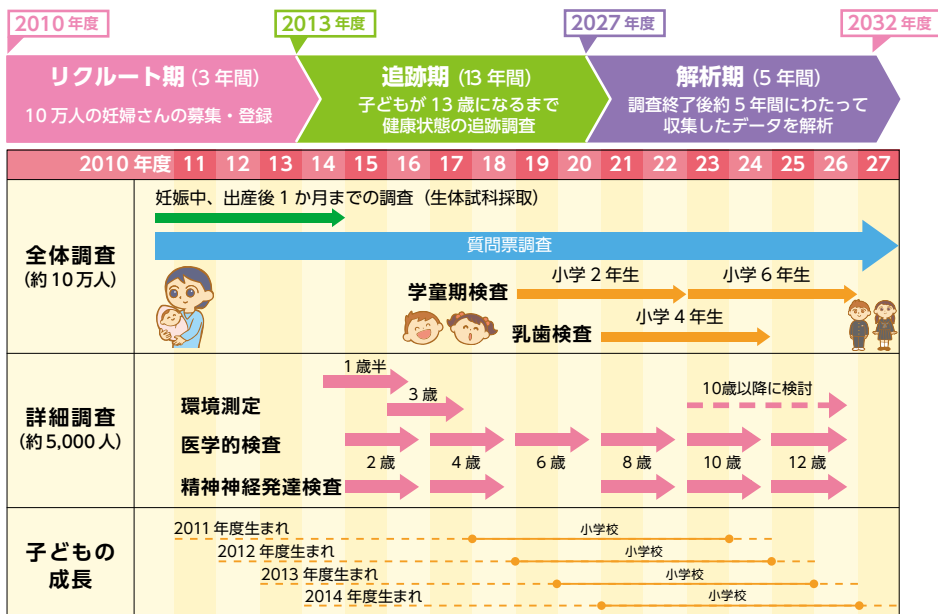 2010 年度
2013 年度
2027 年度
2032 年度
リクルート期 (3 年間)
10 万人の妊婦さんの募集・登録
追跡期 (13 年間)
子どもが 13 歳になるまで
健康状態の追跡調査
解析期 (5 年間)
調査終了後約 5 年間にわたって
収集したデータを解析
2010 年度 11 12 13 14 15 16 17 18 19 20 21 22 23 24 25 26 27
全体調査
(約 10 万人)
妊娠中、出産後 1 か月までの調査（生体試科採取）
質問票調査
学童期検査
小学 2 年生
小学 6 年生
乳歯検査
小学 4 年生
詳細調査
(約 5,000 人)
環境測定
1 歳半
3 歳
10歳以降に検討
医学的検査
2 歳
4 歳
6 歳
8 歳
10 歳
12 歳
精神神経発達検査
子どもの
成長
2011 年度生まれ
小学校
2012 年度生まれ
小学校
2013 年度生まれ
小学校
2014 年度生まれ
小学校